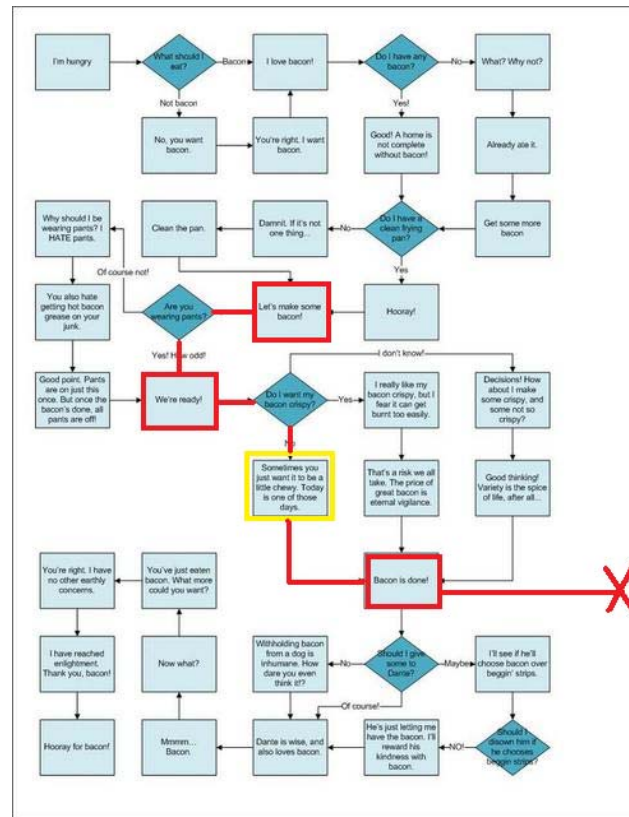 I'm hungry
What should I
eat?
Bacon
I love bacon!
Do I have any
bacon?
No
What? Why not?
Not bacon
Yes!
No, you want
bacon.
You're right. I want
bacon.
Good! A home is
not complete
without bacon!
Already ate it.
Why should I be
wearing pants? I
HATE pants.
Clean the pan.
Damnit. If it's not
one thing...
No
Do I have a
clean frying
pan?
Get some more
bacon
Of course not!
Yes
You also hate
getting hot bacon
grease on your
junk.
Are you
wearing pants?
Let's make some
bacon!
Hooray!
Yes! How odd!
I don't know!
Good point. Pants
are on just this
once. But once the
bacon's done, all
pants are off!
We're ready!
Do I want my
bacon crispy?
Yes
I really like my
bacon crispy, but I
fear it can get
burnt too easily.
Decisions! How
about I make
some crispy, and
some not so
crispy?
No
Sometimes you
just want it to be a
little chewy. Today
is one of those
days.
That's a risk we all
take. The price of
great bacon is
eternal vigilance.
Good thinking!
Variety is the spice
of life, after all...
You're right. I have
no other earthly
concerns.
You've just eaten
bacon. What more
could you want?
Bacon is done!
I have reached
enlightment.
Thank you, bacon!
Now what?
Withholding bacon
from a dog is
inhumane. How
dare you even
think it!?
No
Should I give
some to
Dante?
Maybe
I'll see if he'll
choose bacon over
beggin' strips.
Of course!
Hooray for bacon!
Mmmm...
Bacon.
Dante is wise, and
also loves bacon.
He's just letting me
have the bacon. I'll
reward his
kindness with
bacon.
NO!
Should I
disown him if
he chooses
beggin strips?